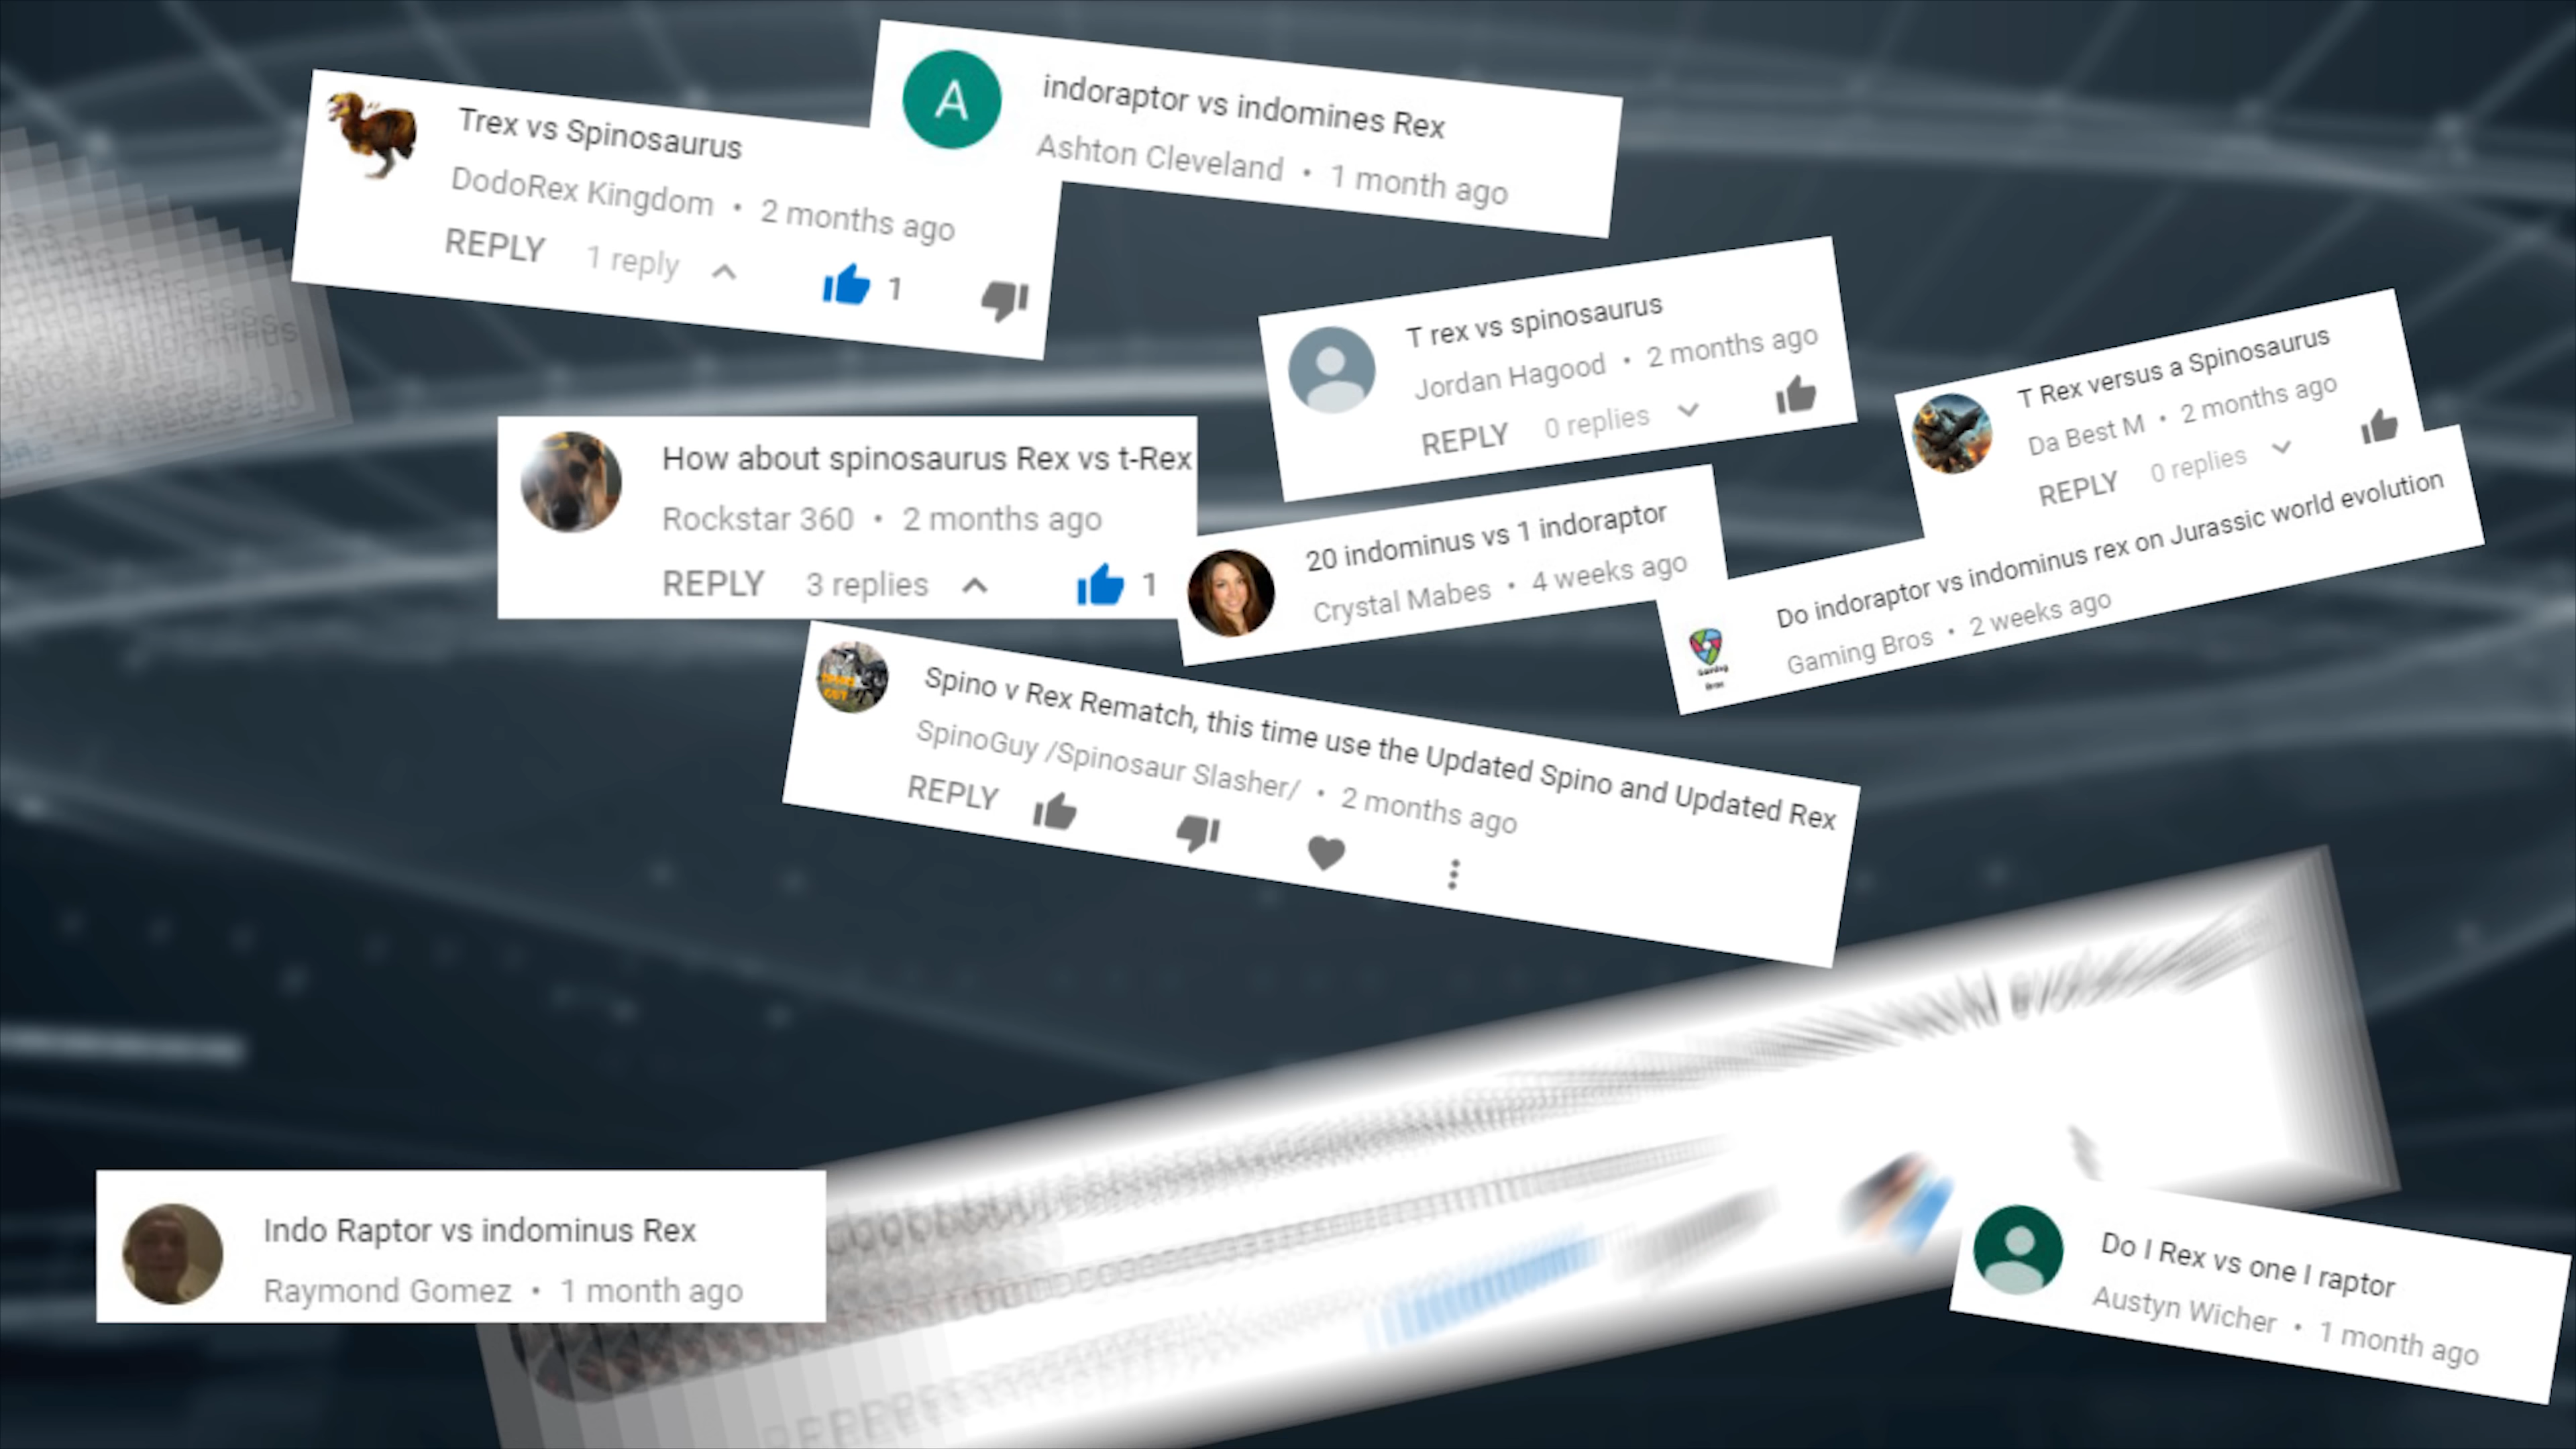 indoraptor vs indomines Rex
A
Ashton Cleveland • 1 month ago
Trex vs Spinosaurus
DodoRex Kingdom • 2 months ago
REPLY 1 reply 1
T rex vs spinosaurus
Jordan Hagood • 2 months ago
REPLY 0 replies
T Rex versus a Spinosaurus
Da Best M • 2 months ago
REPLY 0 replies
How about spinosaurus Rex vs t-Rex
Rockstar 360 • 2 months ago
REPLY 3 replies 1
20 indominus vs 1 indoraptor
Crystal Mabes • 4 weeks ago
Do indoraptor vs indominus rex on Jurassic world evolution
Gaming Bros • 2 weeks ago
Gaming
Bros
Spino v Rex Rematch, this time use the Updated Spino and Updated Rex
SpinoGuy /Spinosaur Slasher/ • 2 months ago
REPLY
Indo Raptor vs indominus Rex
Raymond Gomez • 1 month ago
Do I Rex vs one I raptor
Austyn Wicher • 1 month ago